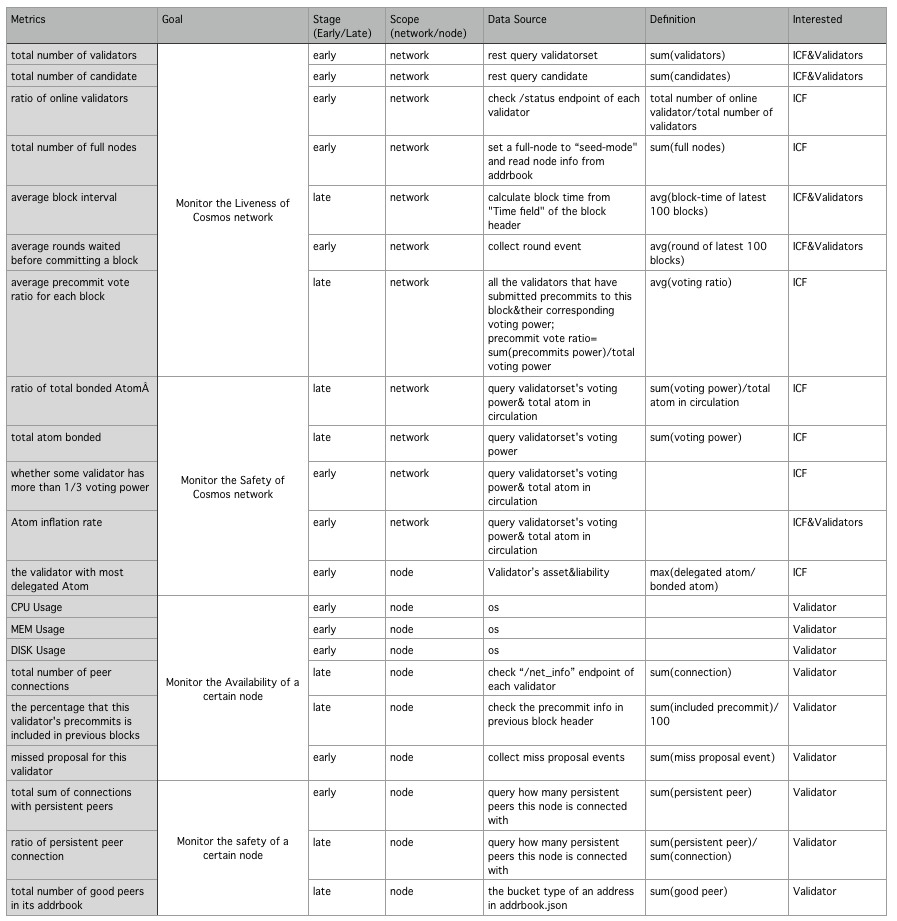 Metrics
Goal
Stage
(Early/Late)
Scope
(network/node)
Data Source
Definition
Interested
total number of validators
early
network
rest query validatorset
sum(validators)
ICF&Validators
total number of candidate
early
network
rest query candidate
sum(candidates)
ICF&Validators
ratio of online validators
early
network
check /status endpoint of each
validator
total number of online
validator/total number of
validators
ICF
total number of full nodes
early
network
set a full-node to “seed-mode”
and read node info from
addrbook
sum(full nodes)
ICF
Monitor the Liveness of
Cosmos network
average block interval
late
network
calculate block time from
"Time field" of the block
header
avg(block-time of latest
100 blocks)
ICF&Validators
average rounds waited
before committing a block
early
network
collect round event
avg(round of latest 100
blocks)
ICF&Validators
average precommit vote
ratio for each block
late
network
all the validators that have
submitted precommits to this
block&their corresponding
voting power;
precommit vote ratio=
sum(precommits power)/total
voting power
avg(voting ratio)
ICF
ratio of total bonded AtomÂ
late
network
query validatorset's voting
power& total atom in
circulation
sum(voting power)/total
atom in circulation
ICF
total atom bonded
late
network
query validatorset's voting
power
sum(voting power)
ICF
Monitor the Safety of
Cosmos network
whether some validator has
more than 1/3 voting power
early
network
query validatorset's voting
power& total atom in
circulation
ICF
Atom inflation rate
early
network
query validatorset's voting
power& total atom in
circulation
ICF&Validators
the validator with most
delegated Atom
early
node
Validator's asset&liability
max(delegated atom/
bonded atom)
ICF
CPU Usage
early
node
os
Validator
MEM Usage
early
node
os
Validator
DISK Usage
early
node
os
Validator
Monitor the Availability of a
certain node
total number of peer
connections
late
node
check “/net_info” endpoint of
each validator
sum(connection)
Validator
the percentage that this
validator's precommits is
included in previous blocks
late
node
check the precommit info in
previous block header
sum(included precommit)/
100
Validator
missed proposal for this
validator
early
node
collect miss proposal events
sum(miss proposal event)
Validator
total sum of connections
with persistent peers
early
node
query how many persistent
peers this node is connected
with
sum(persistent peer)
Validator
Monitor the safety of a
certain node
ratio of persistent peer
connection
late
node
query how many persistent
peers this node is connected
with
sum(persistent peer)/
sum(connection)
Validator
total number of good peers
in its addrbook
late
node
the bucket type of an address
in addrbook.json
sum(good peer)
Validator